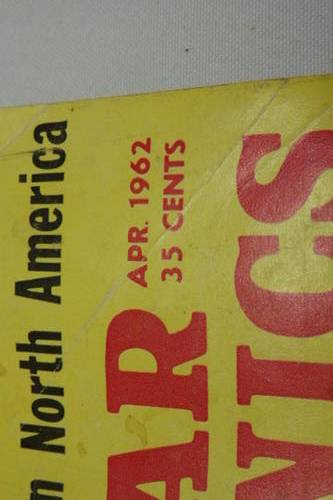 n North America
APR. 1962
35 CENTS
AR
NICS